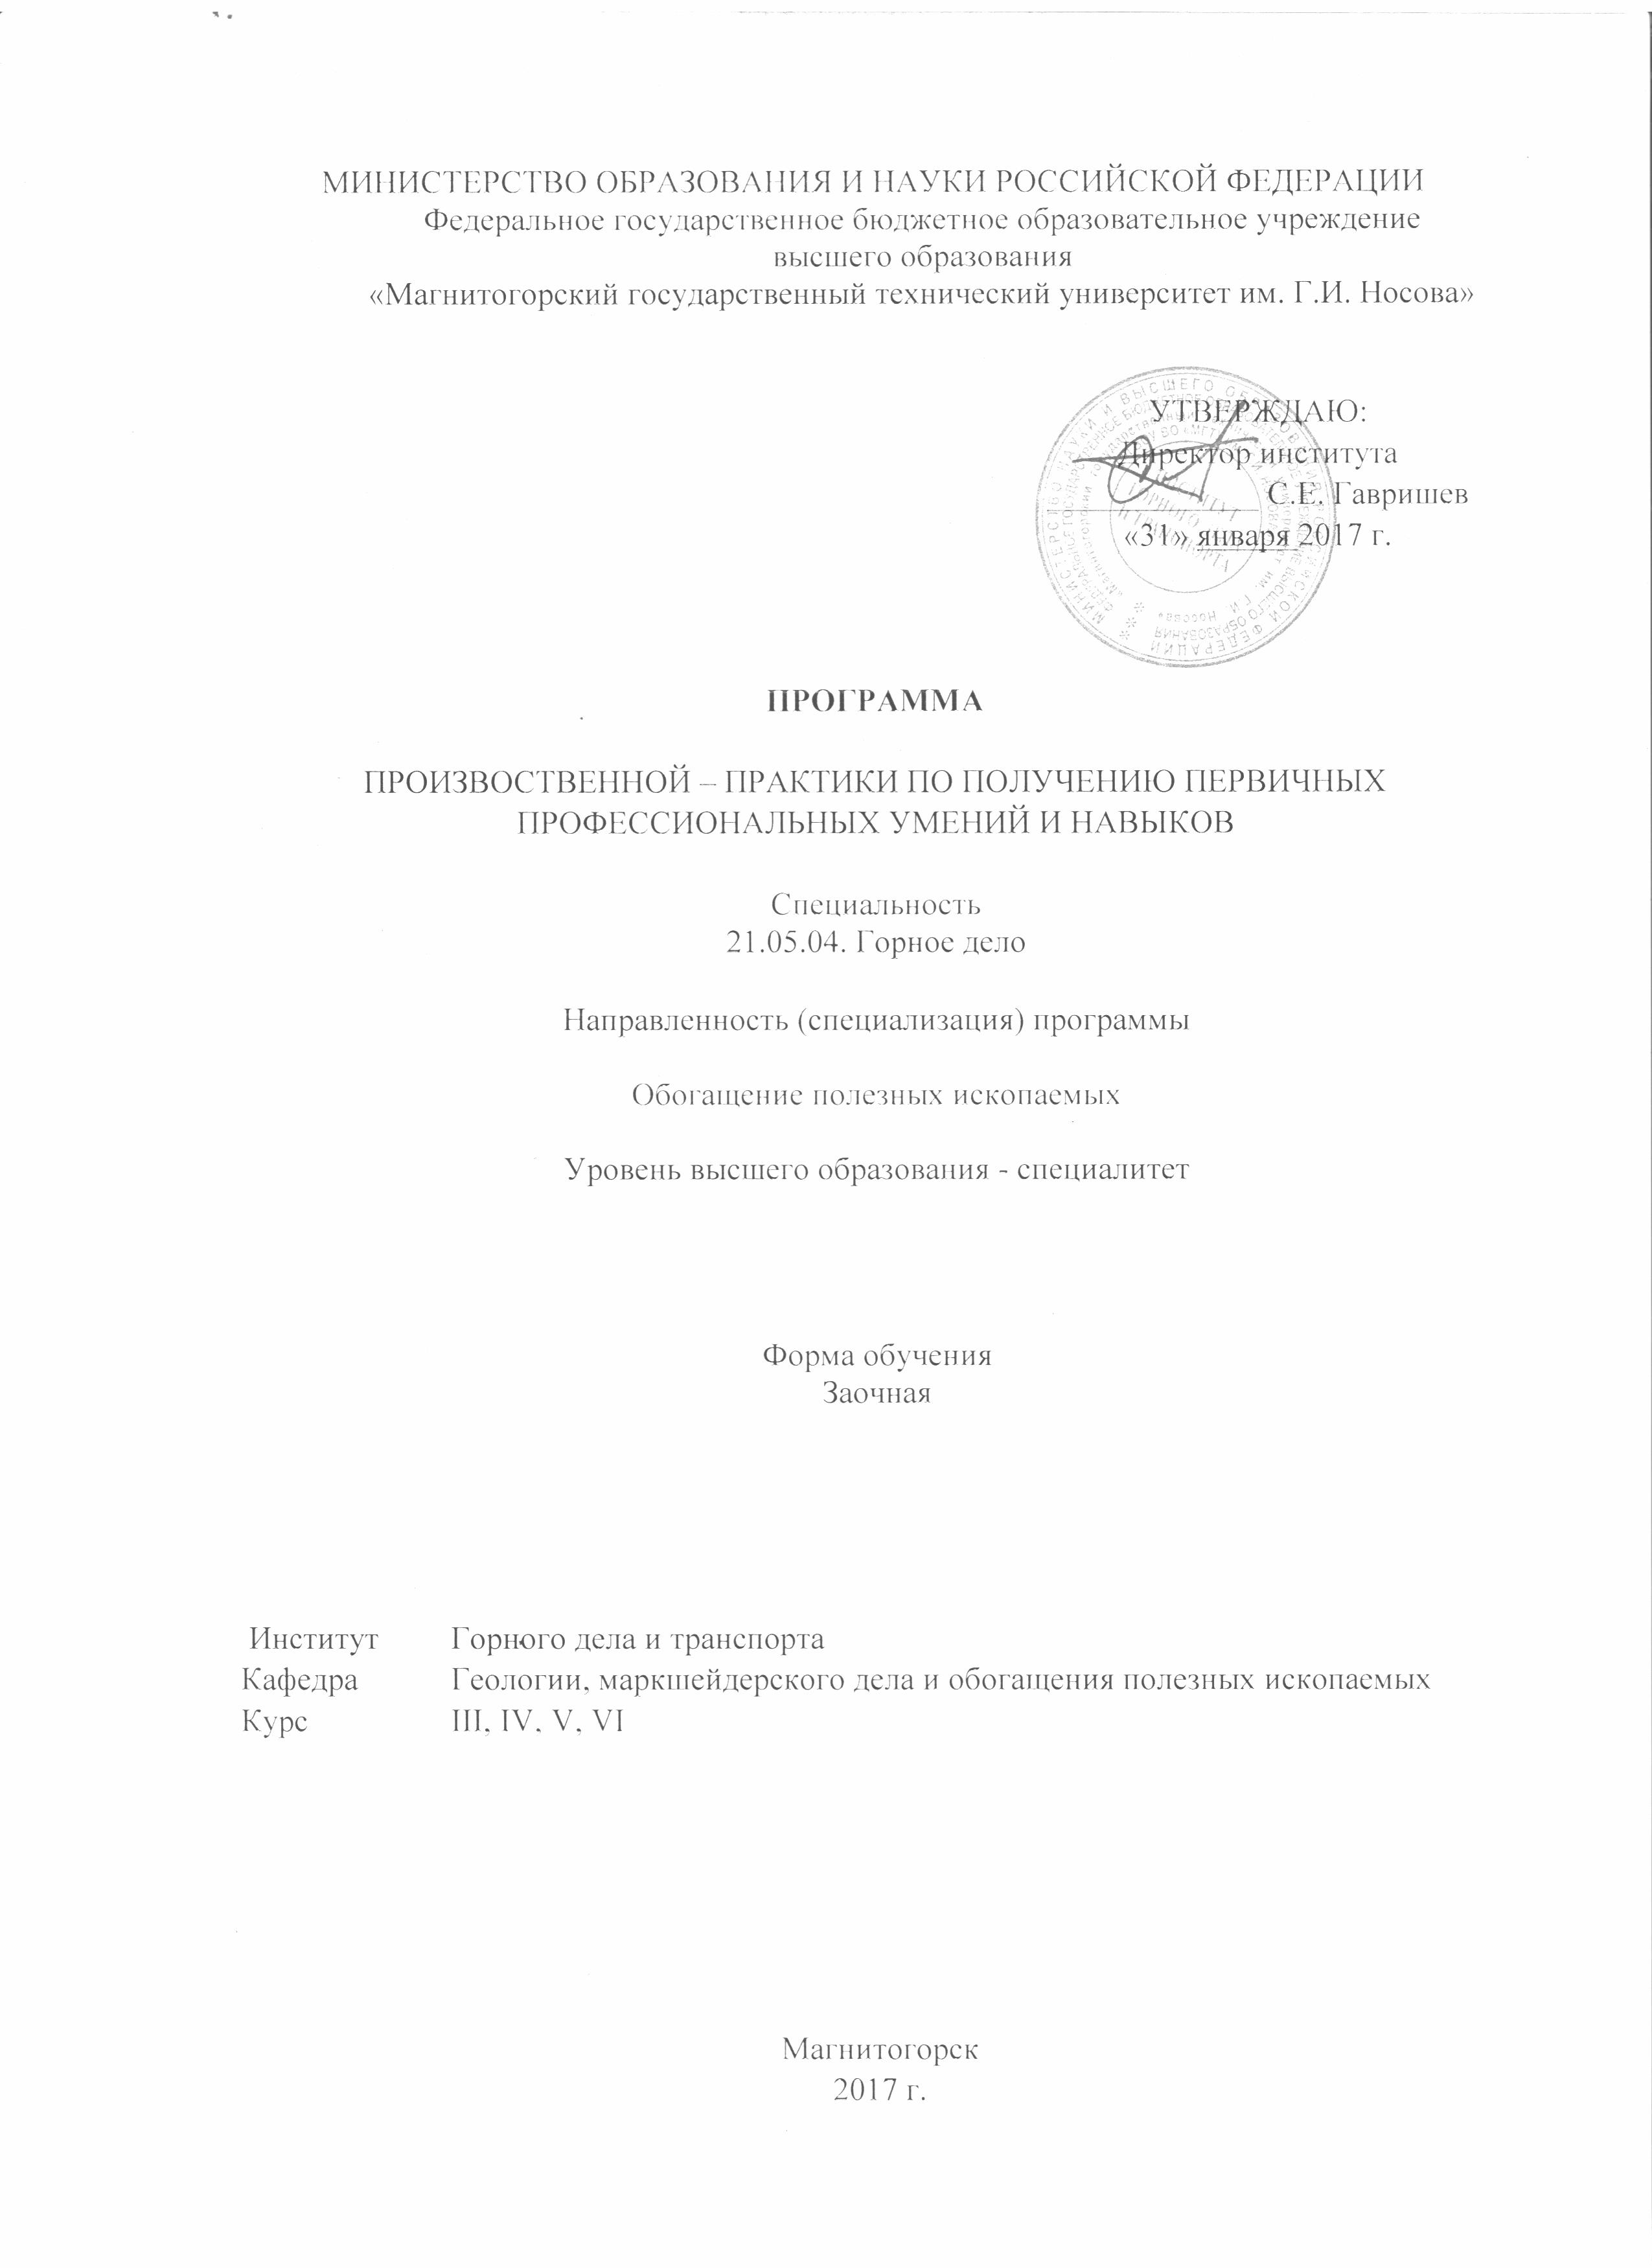 МИНИСТЕРСТВО ОБРАЗОВАНИЯ И НАУКИ РОССИЙСКОЙ ФЕДЕРАЦИИ
Федеральное государственное бюджетное образовательное учреждение
высшего образования
«Магнитогорский государственный технический университет им. Г.И. Носова»
УТВЕРЖДАЮ:
Директор института
С.Е. Гавришев
«31» января 2017 г.
ПРОГРАММА
ПРОИЗВОСТВЕННОЙ – ПРАКТИКИ ПО ПОЛУЧЕНИЮ ПЕРВИЧНЫХ
ПРОФЕССИОНАЛЬНЫХ УМЕНИЙ И НАВЫКОВ
Специальность
21.05.04. Горное дело
Направленность (специализация) программы
Обогащение полезных ископаемых
Уровень высшего образования - специалитет
Форма обучения
Заочная
Институт Горного дела и транспорта
Кафедра Геологии, маркшейдерского дела и обогащения полезных ископаемых
Курс III, IV, V, VI
Магнитогорск
2017 г.